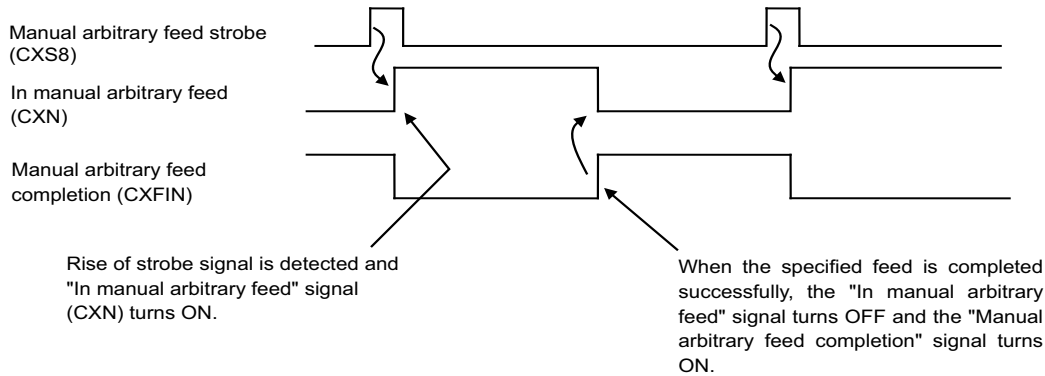 Manual arbitrary feed strobe
(CXS8)
In manual arbitrary feed
(CXN)
Manual arbitrary feed
completion (CXFIN)
Rise of strobe signal is detected and
"In manual arbitrary feed" signal
(CXN) turns ON.
When the specified feed is completed
successfully, the "In manual arbitrary
feed" signal turns OFF and the "Manual
arbitrary feed completion" signal turns
ON.